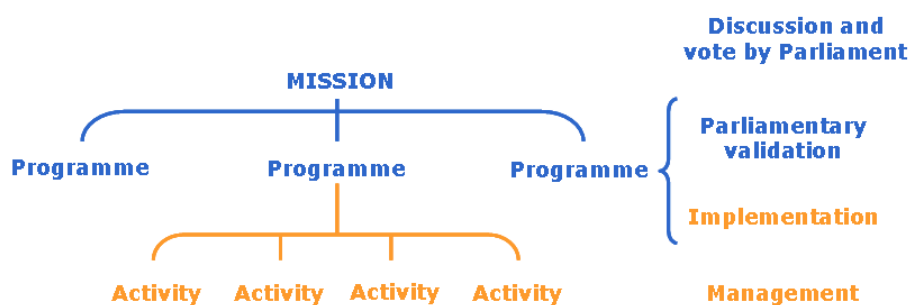 Discussion and
vote by Parliament
MISSION
Parliamentary
validation
Programme
Programme
Programme
Implementation
Activity
Activity
Activity
Activity
Management